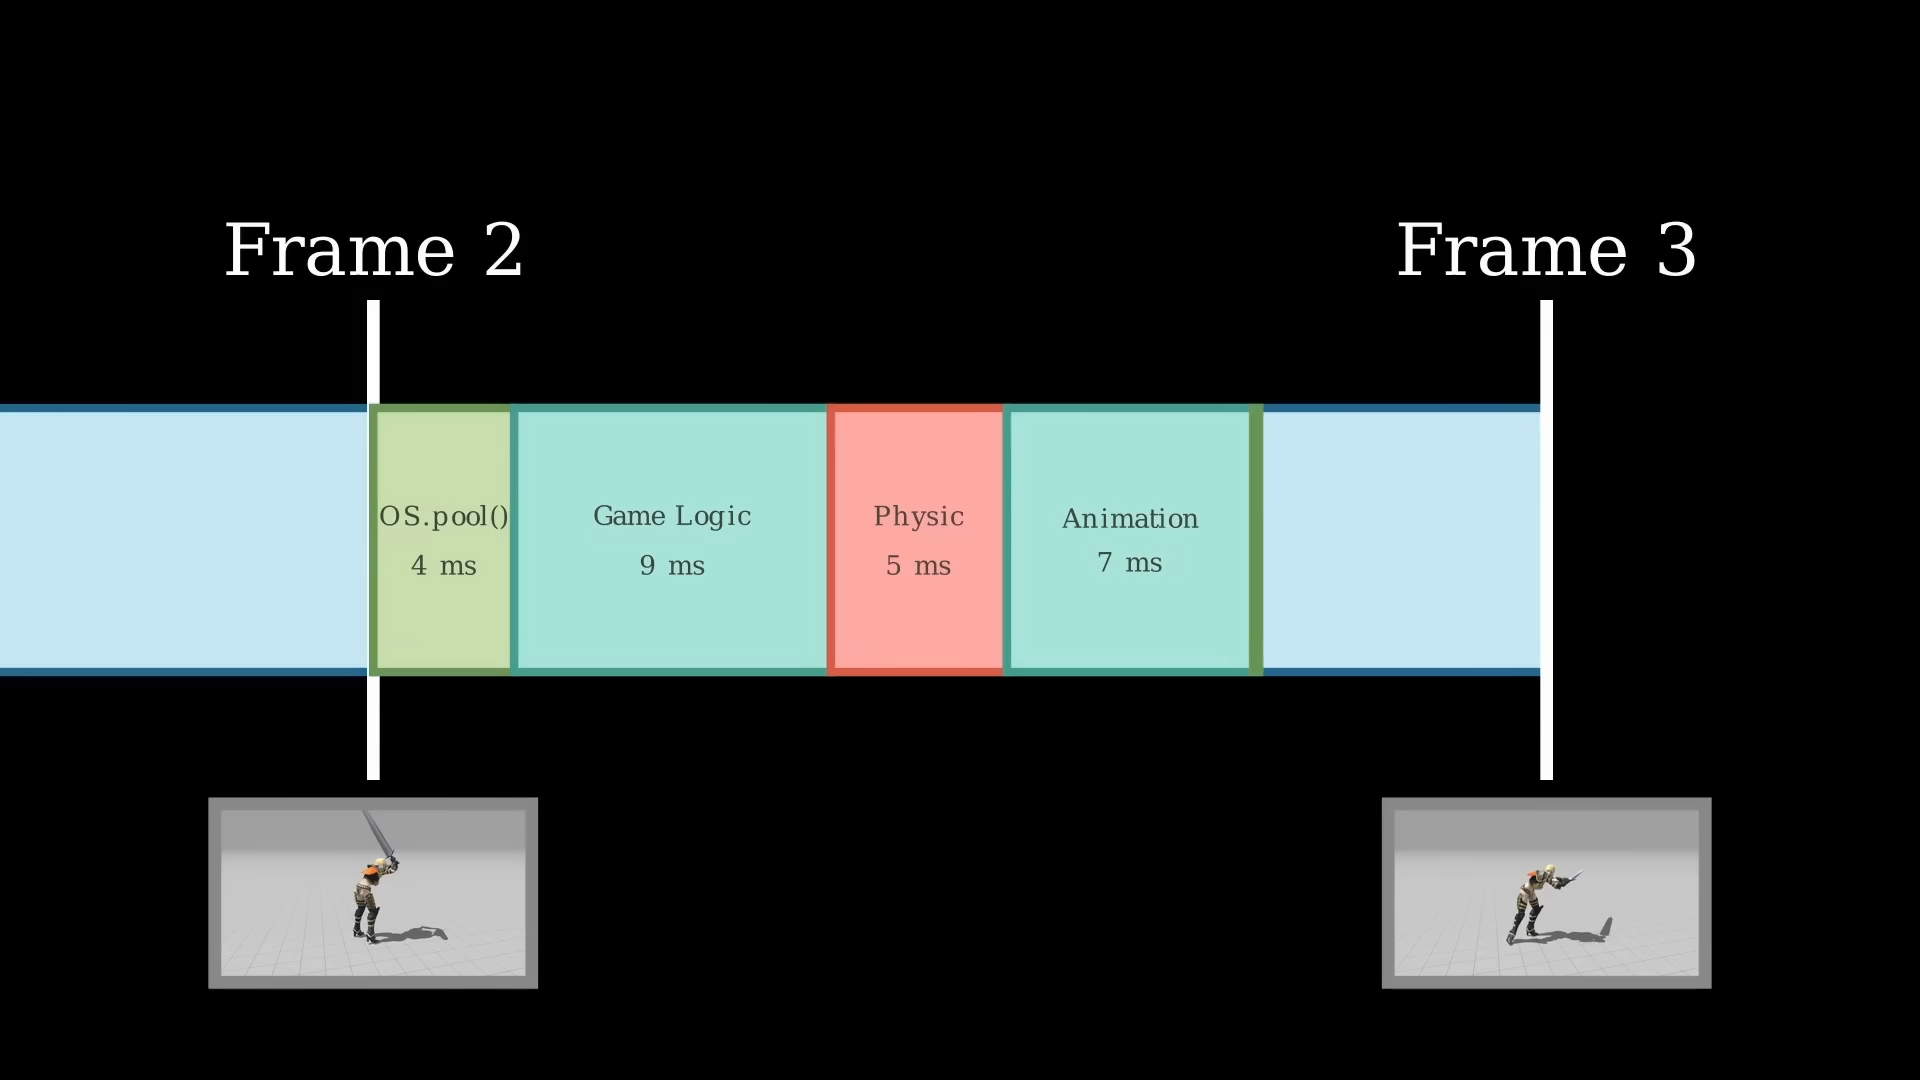 Frame 2
Frame 3
OS.pool()
4 ms
Game Logic
9 ms
Physic
5 ms
Animation
7 ms